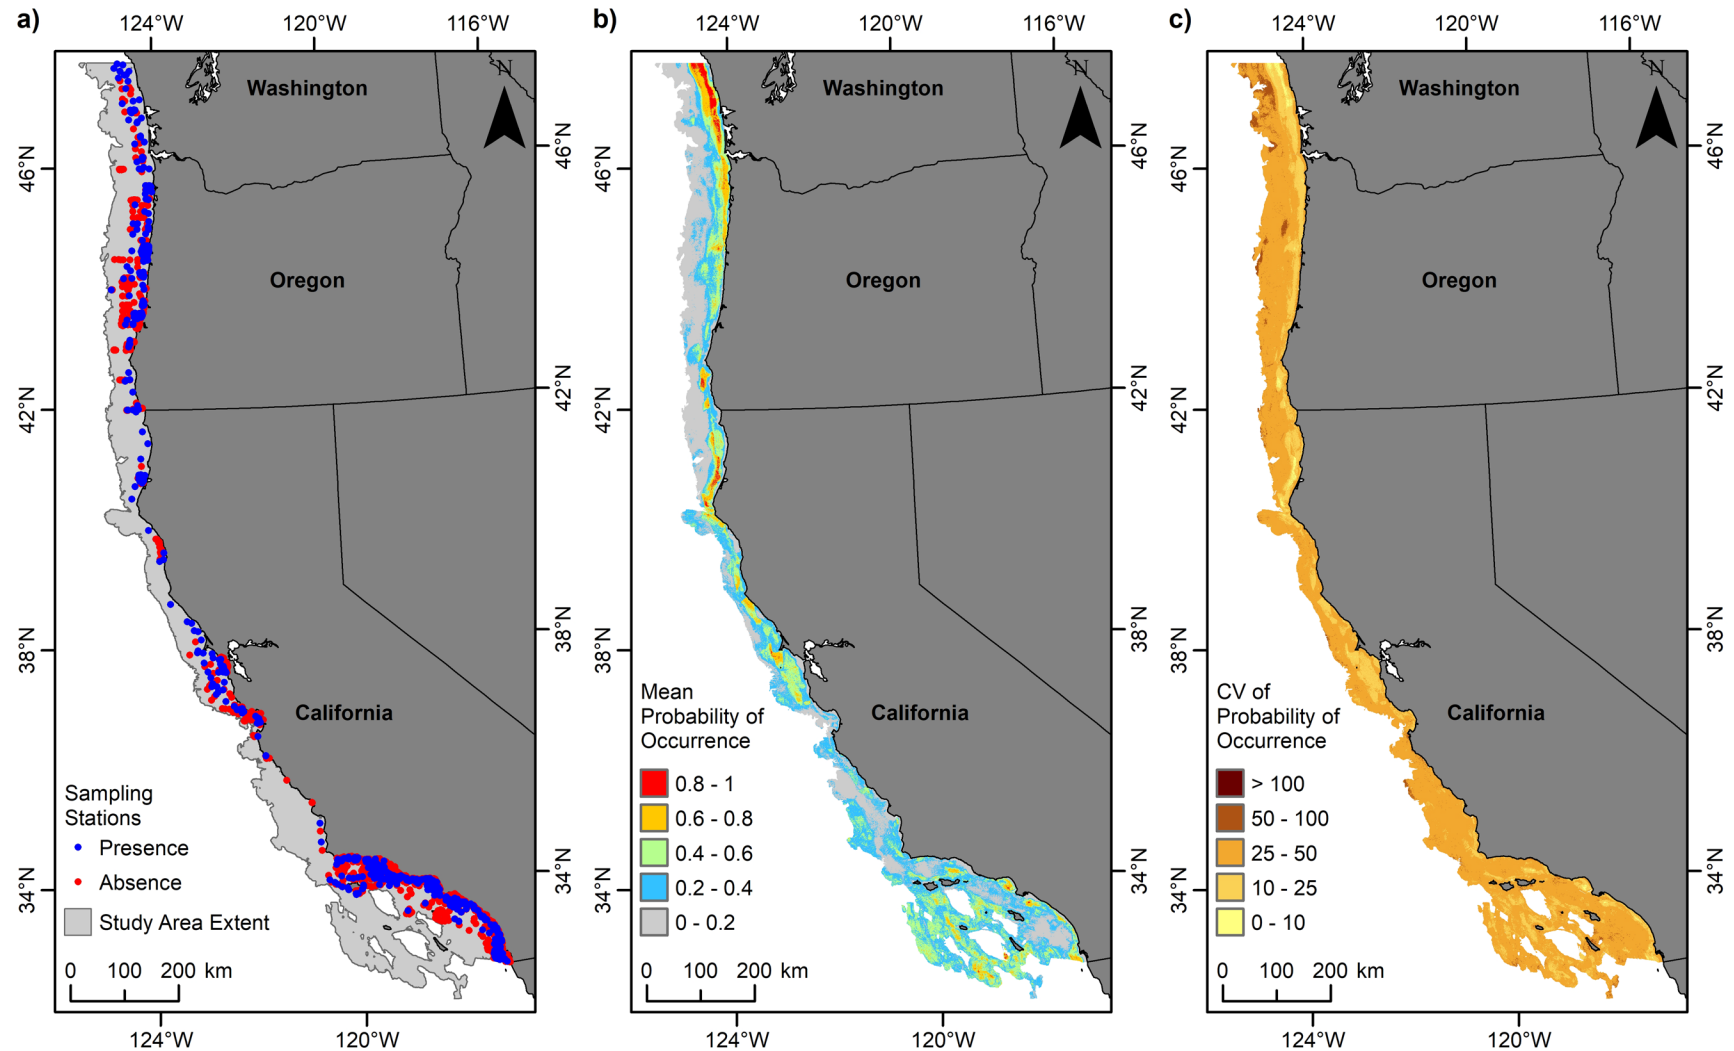 a)
124°W
120°W
116°W
N
Washington
46°N
46°N
Oregon
42°N
42°N
38°N
38°N
California
Sampling
Stations
Presence
Absence
Study Area Extent
34°N
34°N
0 100 200 km
124°W
120°W
b)
124°W
120°W
116°W
N
Washington
46°N
46°N
Oregon
42°N
42°N
38°N
38°N
Mean
Probability of
Occurrence
California
0.8 - 1
0.6 - 0.8
0.4 - 0.6
0.2 - 0.4
0 - 0.2
34°N
34°N
0 100 200 km
124°W
120°W
c)
124°W
120°W
116°W
N
Washington
46°N
46°N
Oregon
42°N
42°N
38°N
38°N
CV of
Probability of
Occurrence
California
> 100
50 - 100
25 - 50
10 - 25
0 - 10
34°N
34°N
0 100 200 km
124°W
120°W